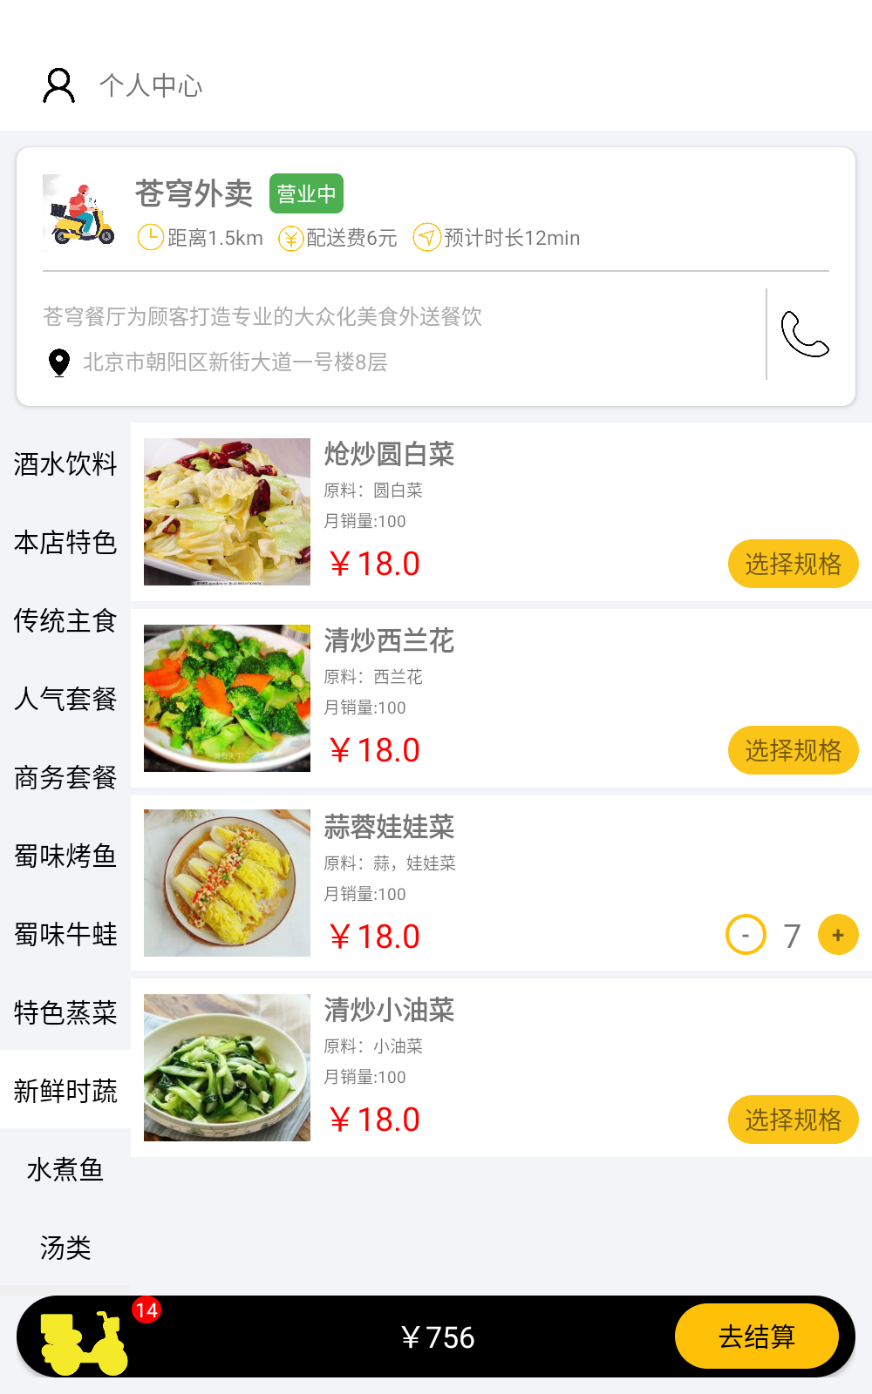 个人中心
苍穹外卖 营业中
距离1.5km 配送费6元 预计时长12min
苍穹餐厅为顾客打造专业的大众化美食外送餐饮
北京市朝阳区新街大道一号楼8层
酒水饮料
本店特色
传统主食
人气套餐
商务套餐
蜀味烤鱼
蜀味牛蛙
特色蒸菜
新鲜时蔬
水煮鱼
汤类
炝炒圆白菜
原料：圆白菜
月销量:100
￥18.0 选择规格
清炒西兰花
原料：西兰花
月销量:100
￥18.0 选择规格
蒜蓉娃娃菜
原料：蒜，娃娃菜
月销量:100
￥18.0 - 7 +
清炒小油菜
原料：小油菜
月销量:100
￥18.0 选择规格
14
￥756 去结算